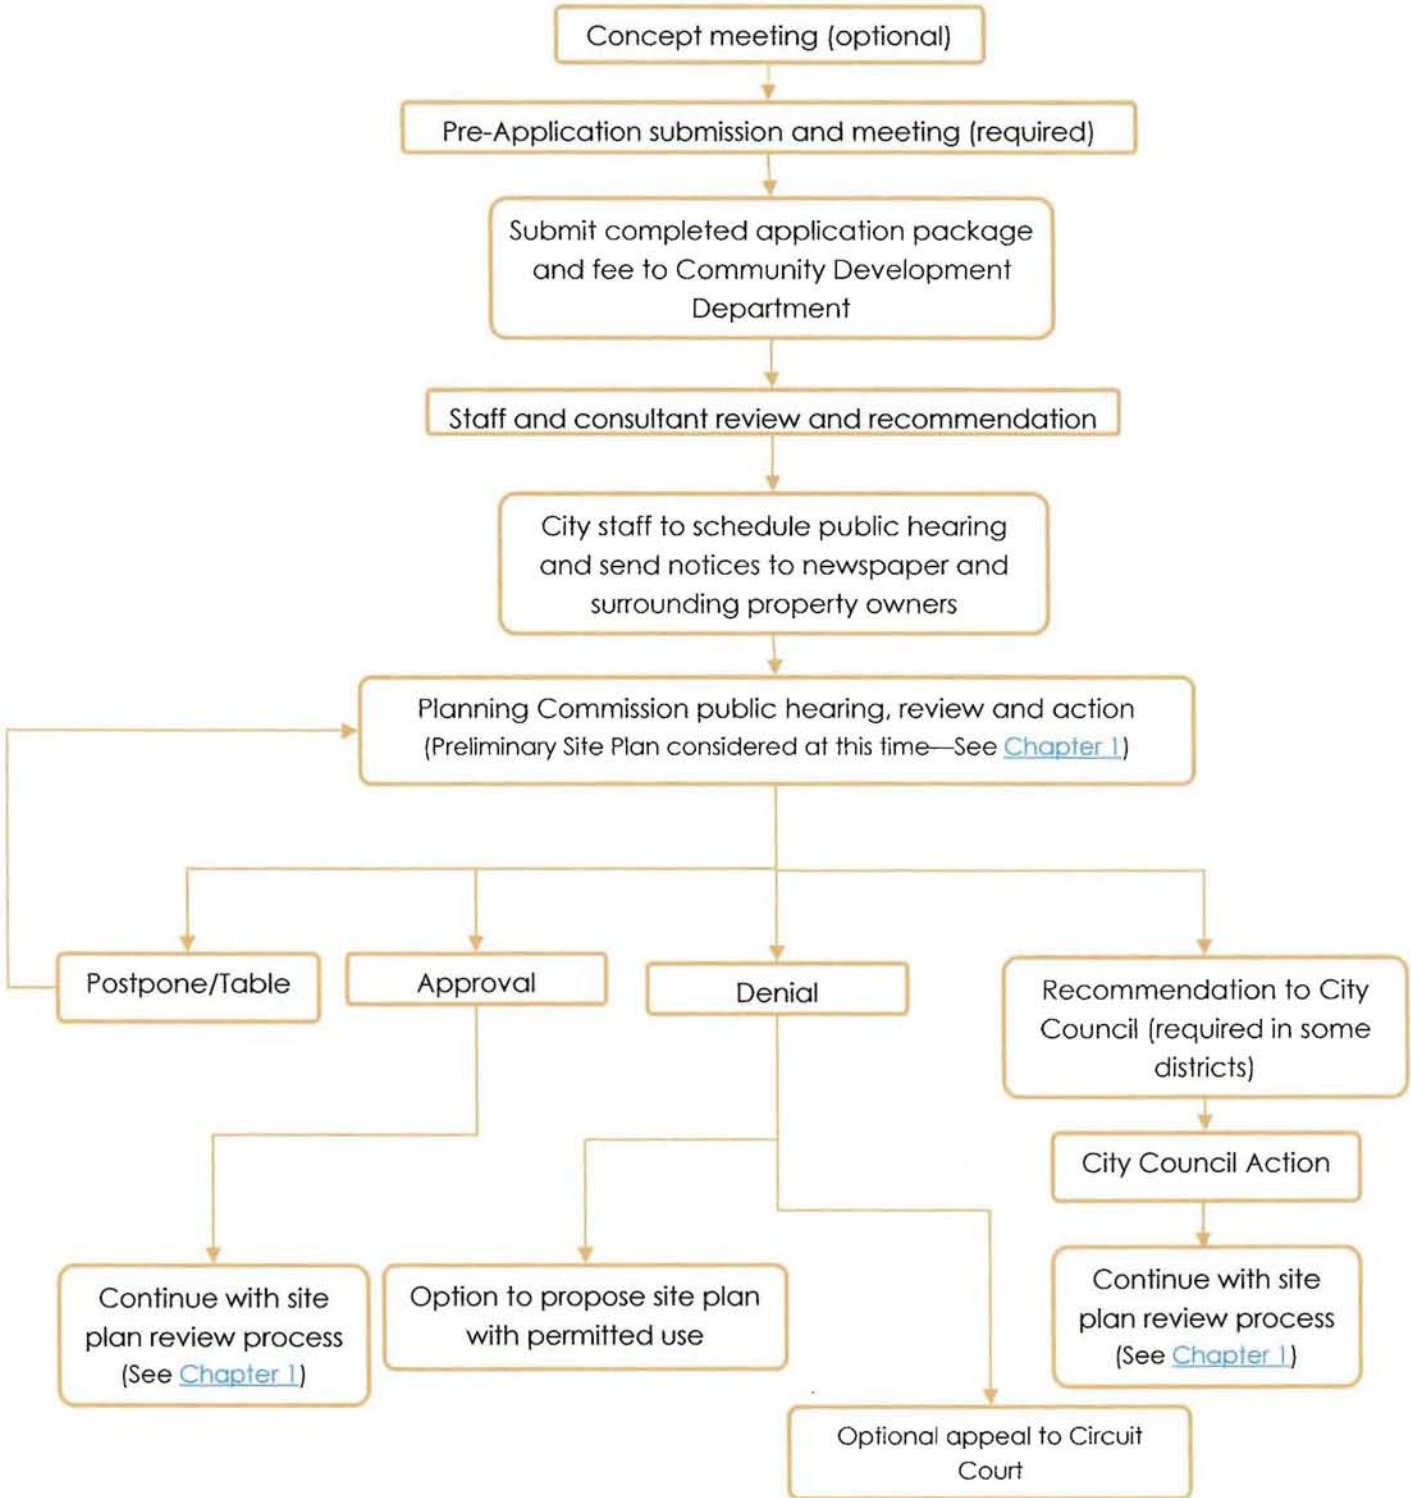 Concept meeting (optional)
Pre-Application submission and meeting (required)
Submit completed application package
and fee to Community Development
Department
Staff and consultant review and recommendation
City staff to schedule public hearing
and send notices to newspaper and
surrounding property owners
Planning Commission public hearing, review and action
(Preliminary Site Plan considered at this time—See Chapter 1)
Postpone/Table
Approval
Denial
Recommendation to City
Council (required in some
districts)
City Council Action
Continue with site
plan review process
(See Chapter 1)
Option to propose site plan
with permitted use
Continue with site
plan review process
(See Chapter 1)
Optional appeal to Circuit
Court